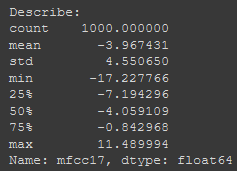 Describe:
count    1000.000000
mean       -3.967431
std         4.550650
min       -17.227766
25%        -7.194296
50%        -4.059109
75%        -0.842968
max        11.489994
Name: mfcc17, dtype: float64